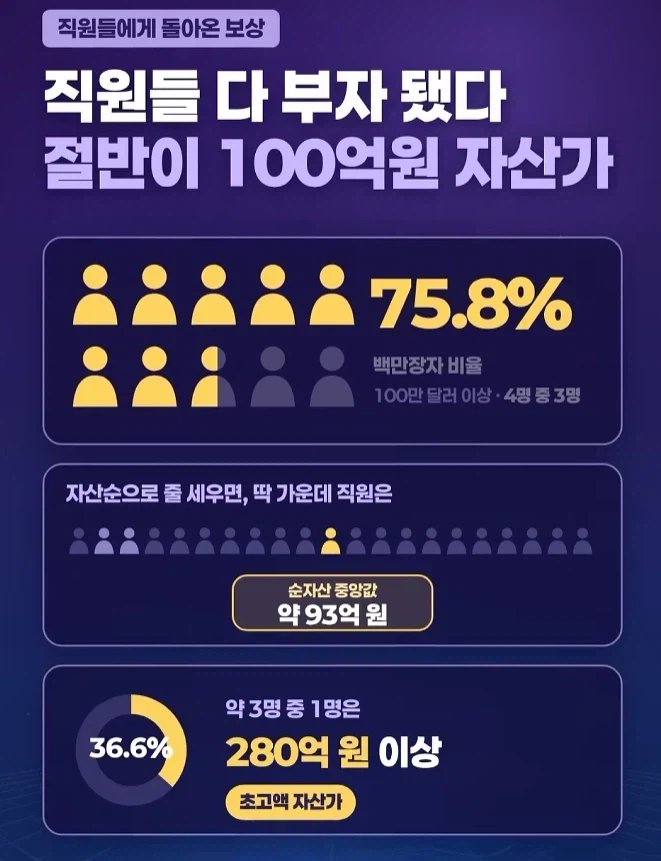 직원들에게 돌아온 보상
직원들 다 부자 됐다
절반이 100억원 자산가
75.8%
백만장자 비율
100만 달러 이상 · 4명 중 3명
자산순으로 줄 세우면, 딱 가운데 직원은
순자산 중앙값
약 93억 원
36.6%
약 3명 중 1명은
280억 원 이상
초고액 자산가